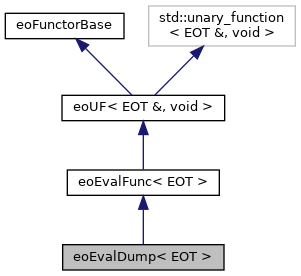 eoFunctorBase
std::unary_function
< EOT &, void >
eoUF< EOT &, void >
eoEvalFunc< EOT >
eoEvalDump< EOT >